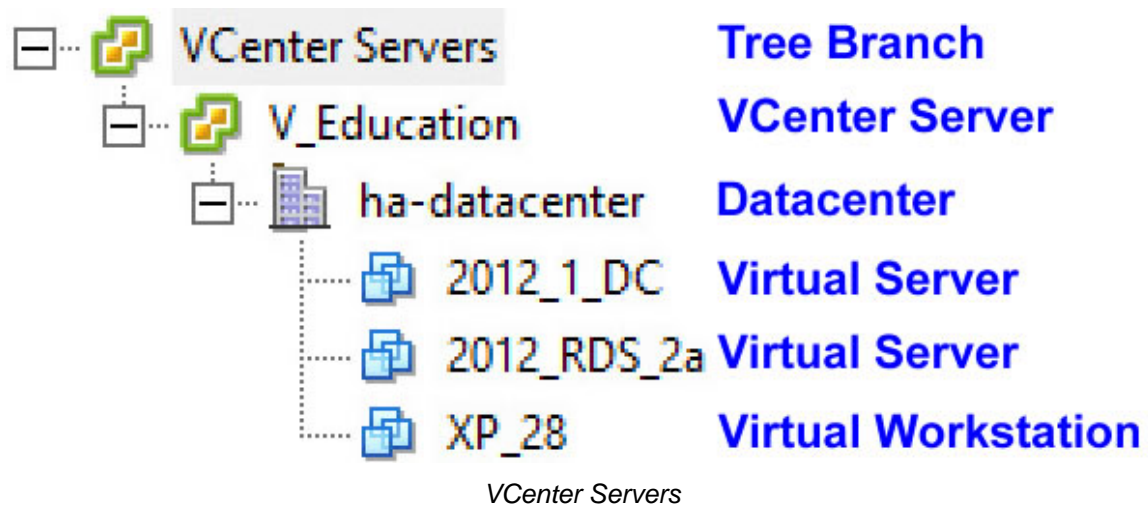 VCenter Servers Tree Branch
V_Education VCenter Server
ha-datacenter Datacenter
2012_1_DC Virtual Server
2012_RDS_2a Virtual Server
XP_28 Virtual Workstation
VCenter Servers